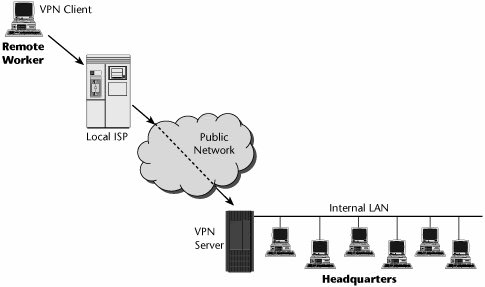 VPN Client
Remote
Worker
Local ISP
Public
Network
Internal LAN
VPN
Server
Headquarters